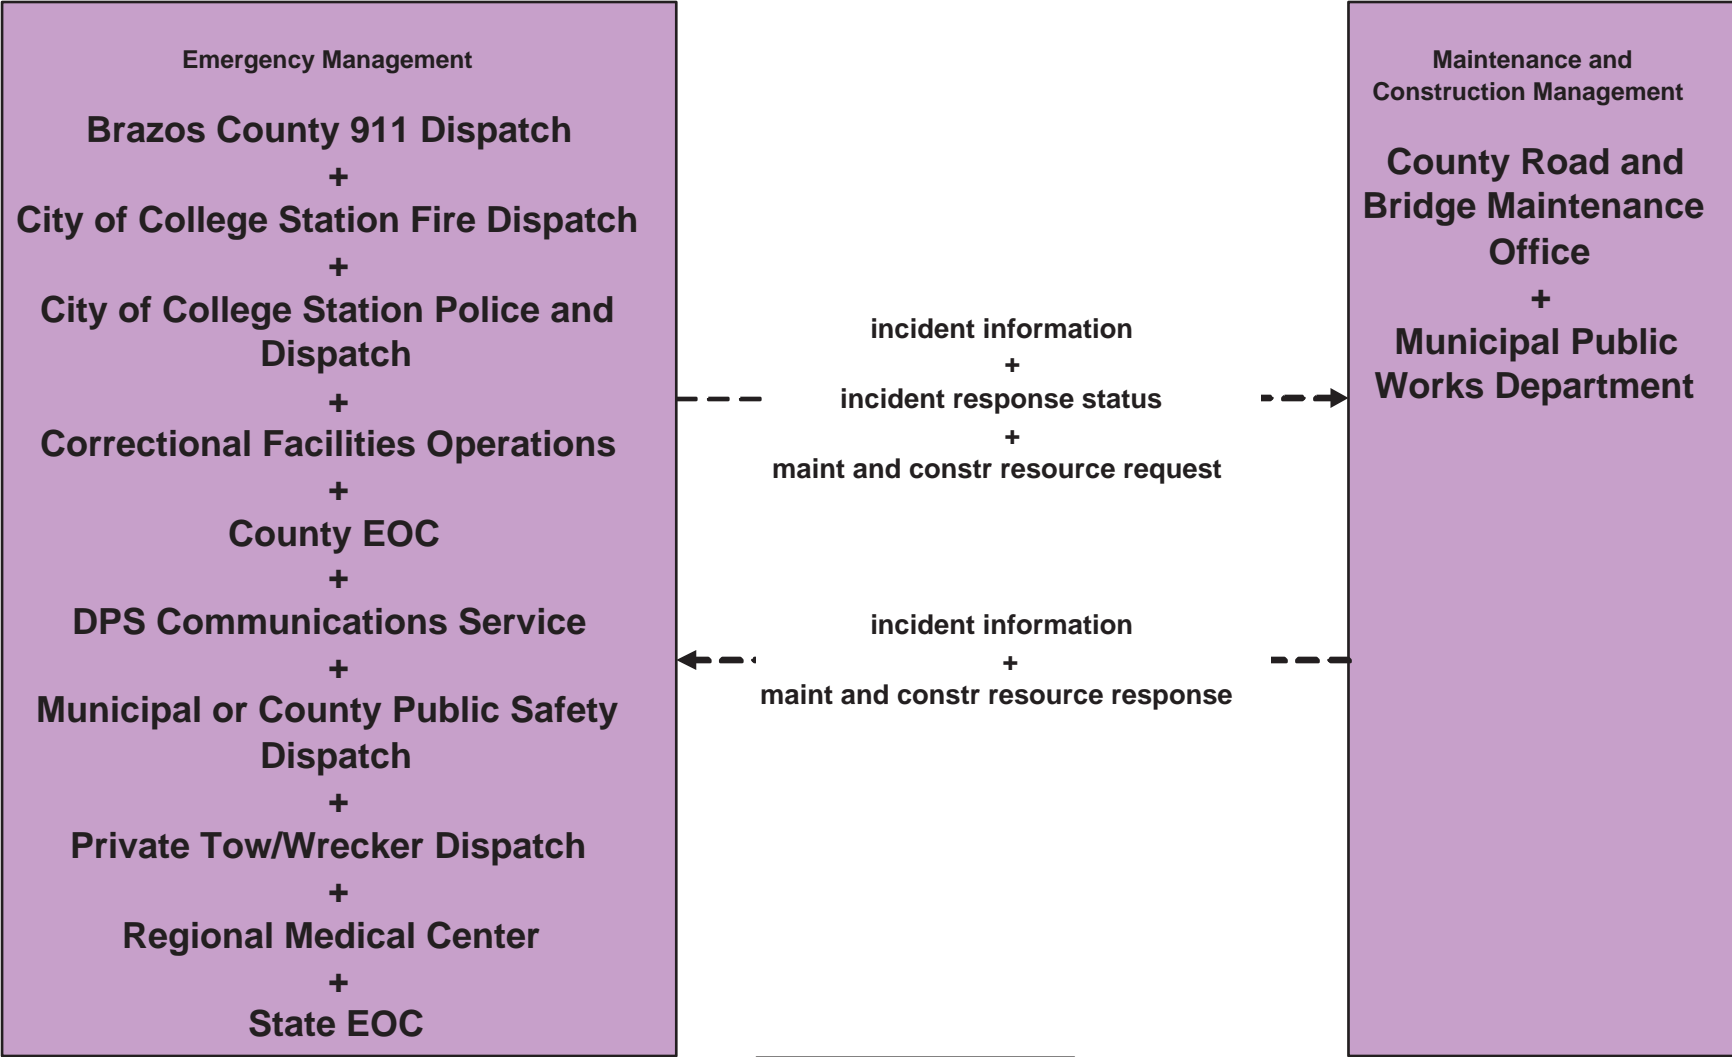 Emergency Management
Brazos County 911 Dispatch
+
City of College Station Fire Dispatch
+
City of College Station Police and
Dispatch
+
Correctional Facilities Operations
+
County EOC
+
DPS Communications Service
+
Municipal or County Public Safety
Dispatch
+
Private Tow/Wrecker Dispatch
+
Regional Medical Center
+
State EOC
incident information
+
incident response status
+
maint and constr resource request
incident information
+
maint and constr resource response
Maintenance and
Construction Management
County Road and
Bridge Maintenance
Office
+
Municipal Public
Works Department